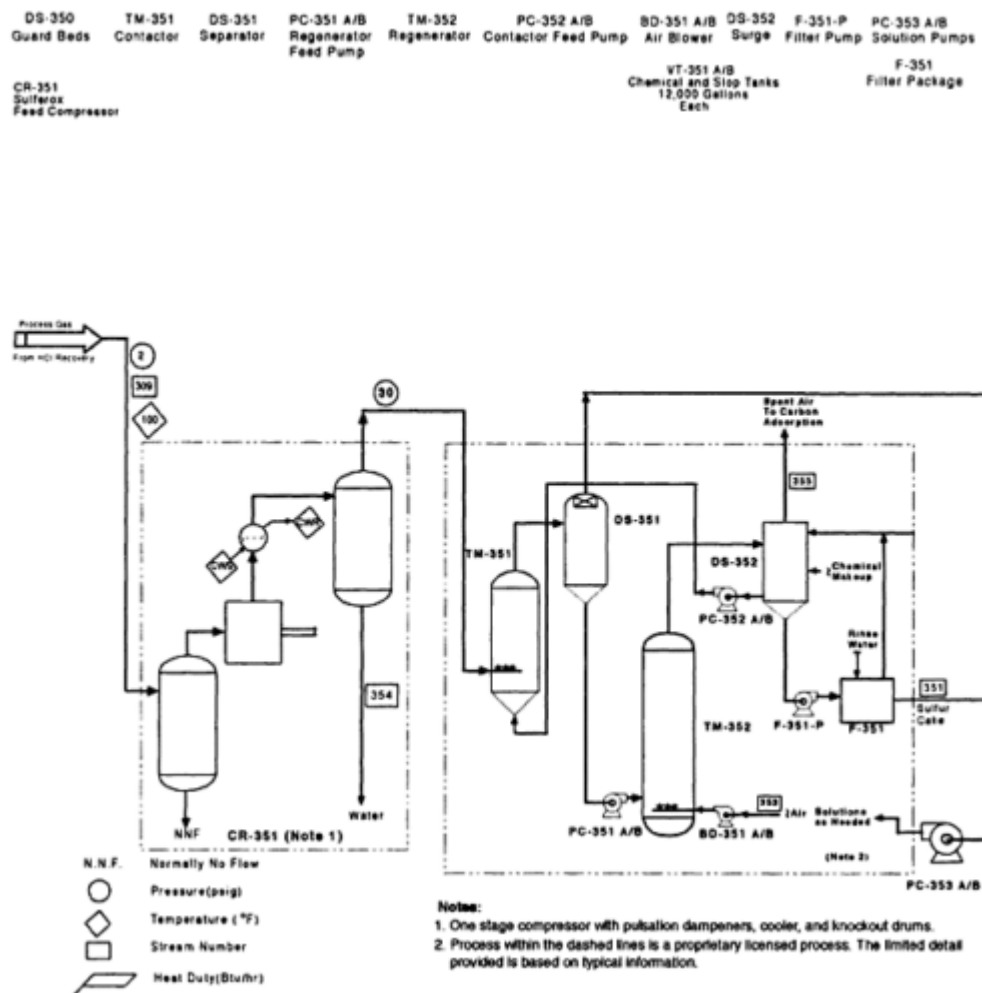 DS-350 TM-351 DS-351 PC-351 A/B TM-352 PC-352 A/B BD-351 A/B DS-352 F-351-P PC-353 A/B
Guard Beds Contactor Separator Regenerator Regenerator Contactor Feed Pump Air Blower Surge Filter Pump Solution Pumps
Feed Pump
CR-351
Sulferox
Feed Compressor
VT-351 A/B
Chemical and Slop Tanks
12,000 Gallons
Each
F-351
Filter Package
Process Gas
From HCl Recovery
2
309
100
30
Spent Air
To Carbon
Adsorption
355
DS-351
TM-351
CWR
CWS
DS-352
Chemical
Makeup
PC-352 A/B
Rinse
Water
354
351
Sulfur
Cake
F-351-P
F-351
TM-352
Water
NNF
CR-351 (Note 1)
PC-351 A/B
BD-351 A/B
Air
Solutions
as Needed
(Note 2)
PC-353 A/B
N.N.F. Normally No Flow
Pressure(psig)
Temperature (°F)
Stream Number
Heat Duty(Btu/hr)
Notes:
1. One stage compressor with pulsation dampeners, cooler, and knockout drums.
2. Process within the dashed lines is a proprietary licensed process. The limited detail
provided is based on typical information.